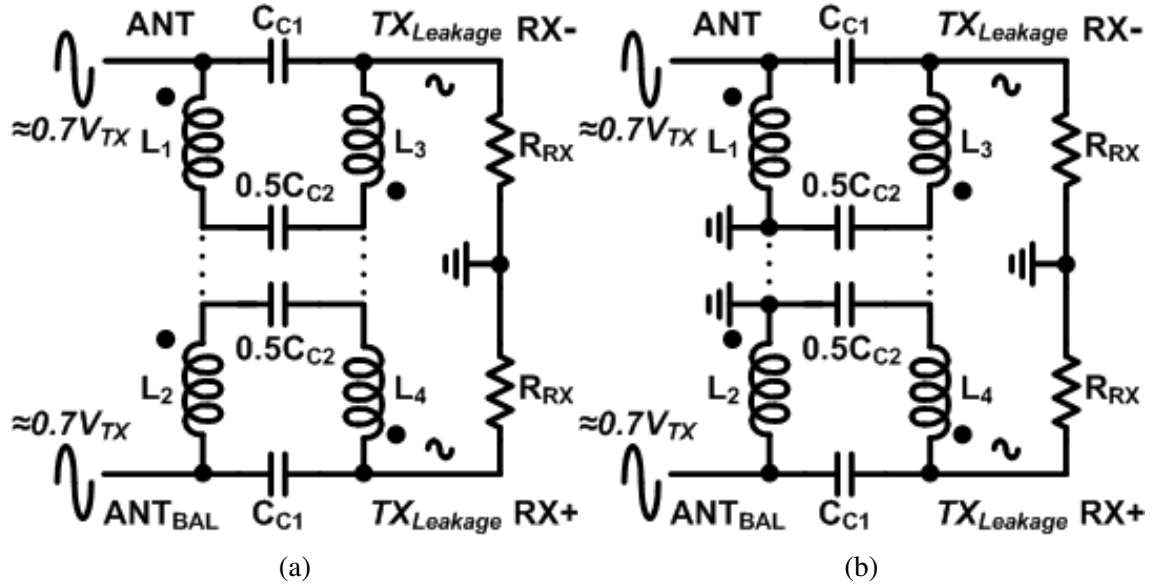 ANT C_C1 TX_Leakage RX-
≈0.7V_TX L_1 L_3 R_RX
0.5C_C2
0.5C_C2
L_2 L_4 R_RX
≈0.7V_TX
ANT_BAL C_C1 TX_Leakage RX+
(a)
ANT C_C1 TX_Leakage RX-
≈0.7V_TX L_1 L_3 R_RX
0.5C_C2
0.5C_C2
L_2 L_4 R_RX
≈0.7V_TX
ANT_BAL C_C1 TX_Leakage RX+
(b)